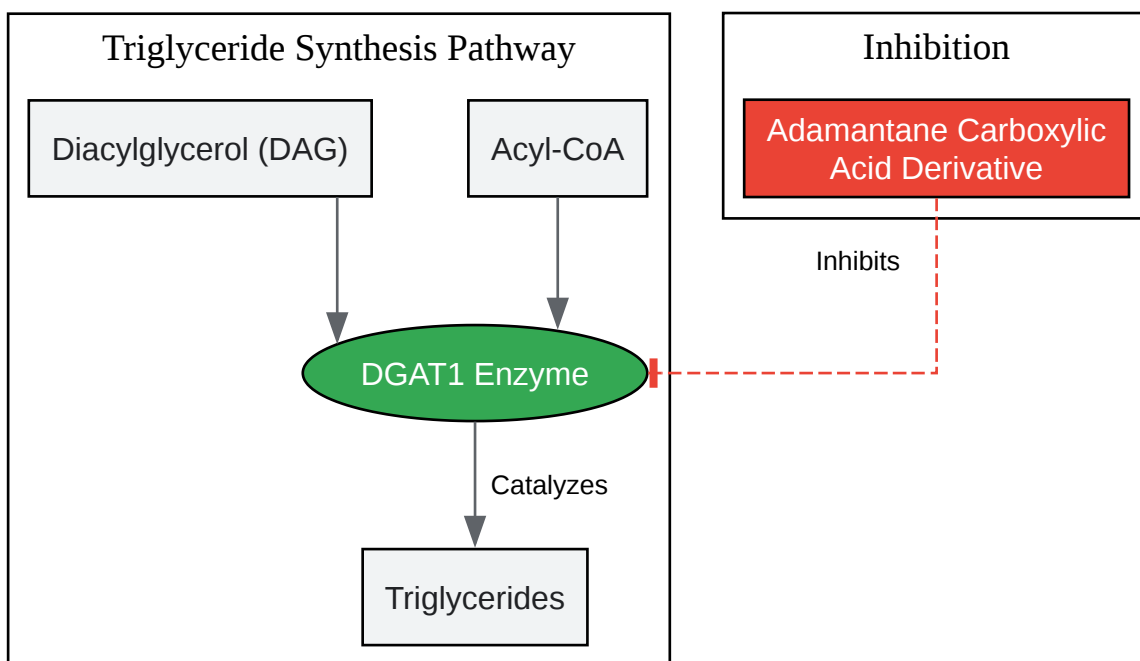 Triglyceride Synthesis Pathway
Inhibition
Diacylglycerol (DAG)
Acyl-CoA
Adamantane Carboxylic
Acid Derivative
Inhibits
DGAT1 Enzyme
Catalyzes
Triglycerides